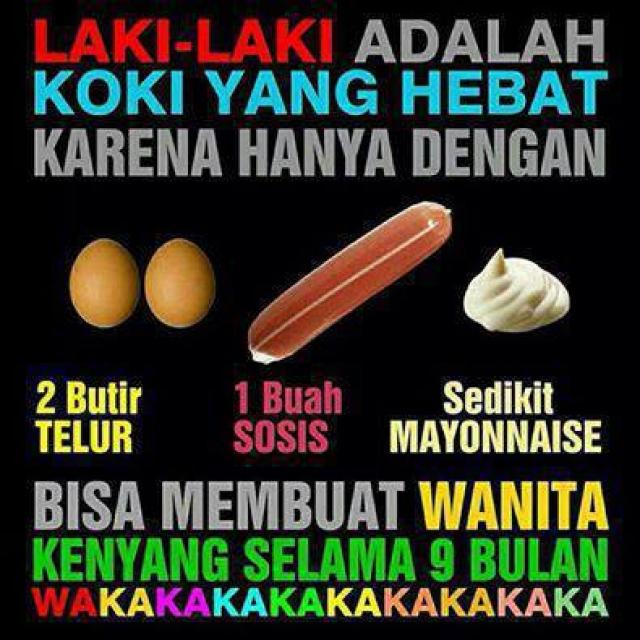 LAKI-LAKI ADALAH
KOKI YANG HEBAT
KARENA HANYA DENGAN
2 Butir
TELUR
1 Buah
SOSIS
Sedikit
MAYONNAISE
BISA MEMBUAT WANITA
KENYANG SELAMA 9 BULAN
WAKAKAKAKAKAKAKAKAKA